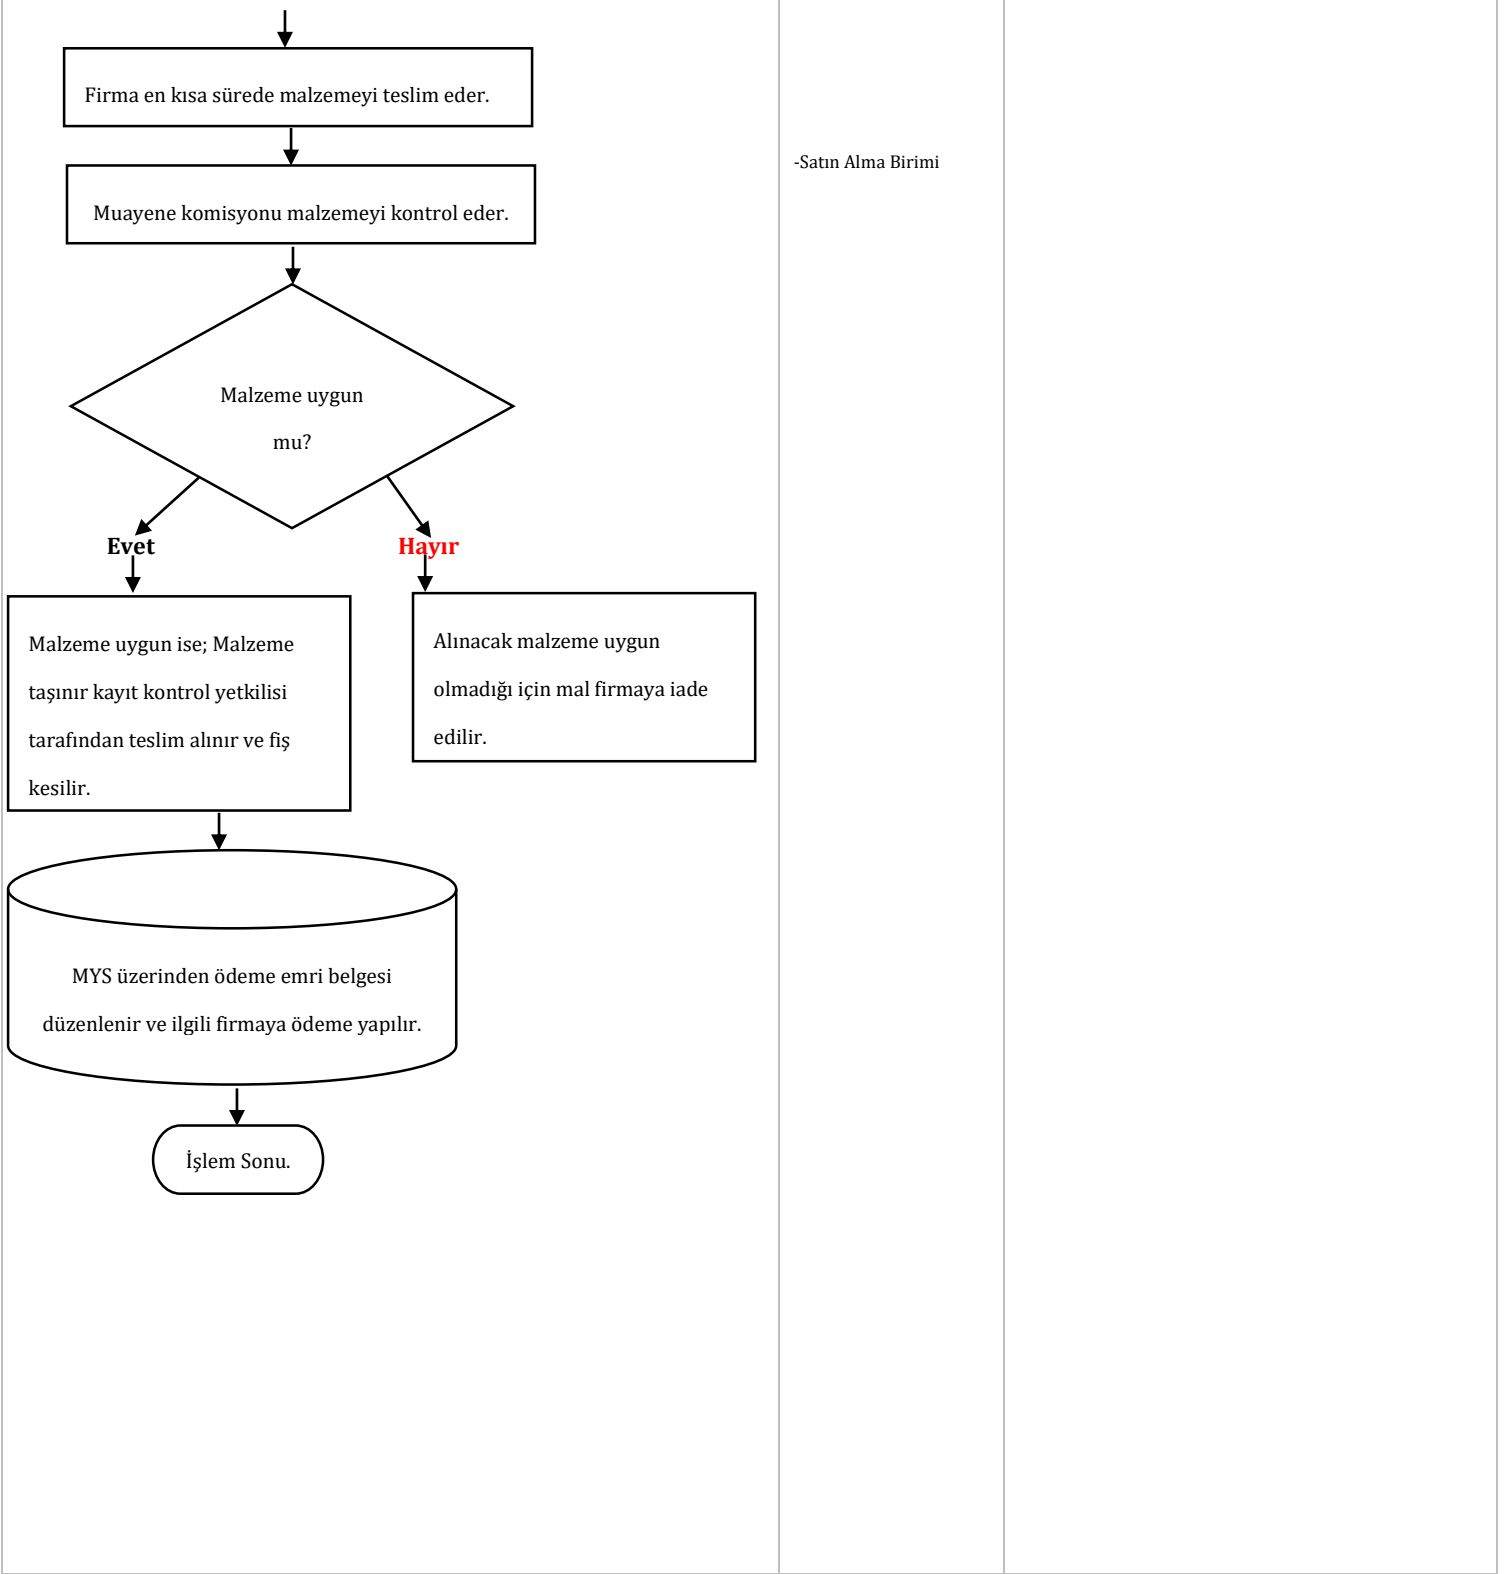 Firma en kısa sürede malzemeyi teslim eder.
-Satın Alma Birimi
Muayene komisyonu malzemeyi kontrol eder.
Malzeme uygun
mu?
Evet
Hayır
Malzeme uygun ise; Malzeme
taşınır kayıt kontrol yetkilisi
tarafından teslim alınır ve fiş
kesilir.
Alınacak malzeme uygun
olmadığı için mal firmaya iade
edilir.
MYS üzerinden ödeme emri belgesi
düzenlenir ve ilgili firmaya ödeme yapılır.
İşlem Sonu.